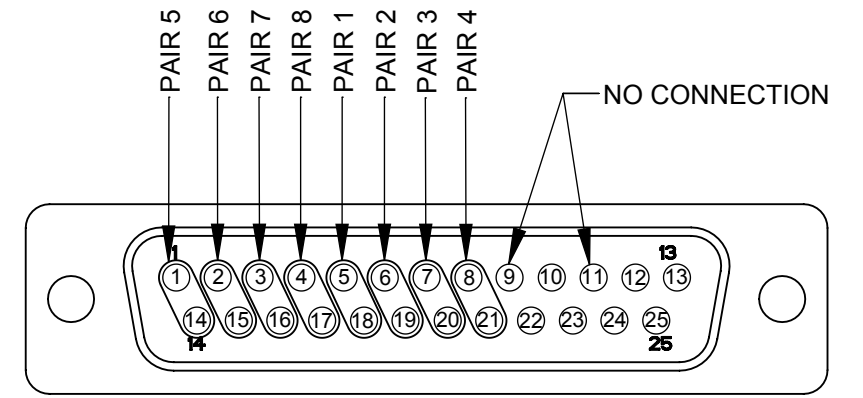 PAIR 5
PAIR 6
PAIR 7
PAIR 8
PAIR 1
PAIR 2
PAIR 3
PAIR 4
NO CONNECTION
1 13
1 2 3 4 5 6 7 8 9 10 11 12 13
14 15 16 17 18 19 20 21 22 23 24 25
14 25